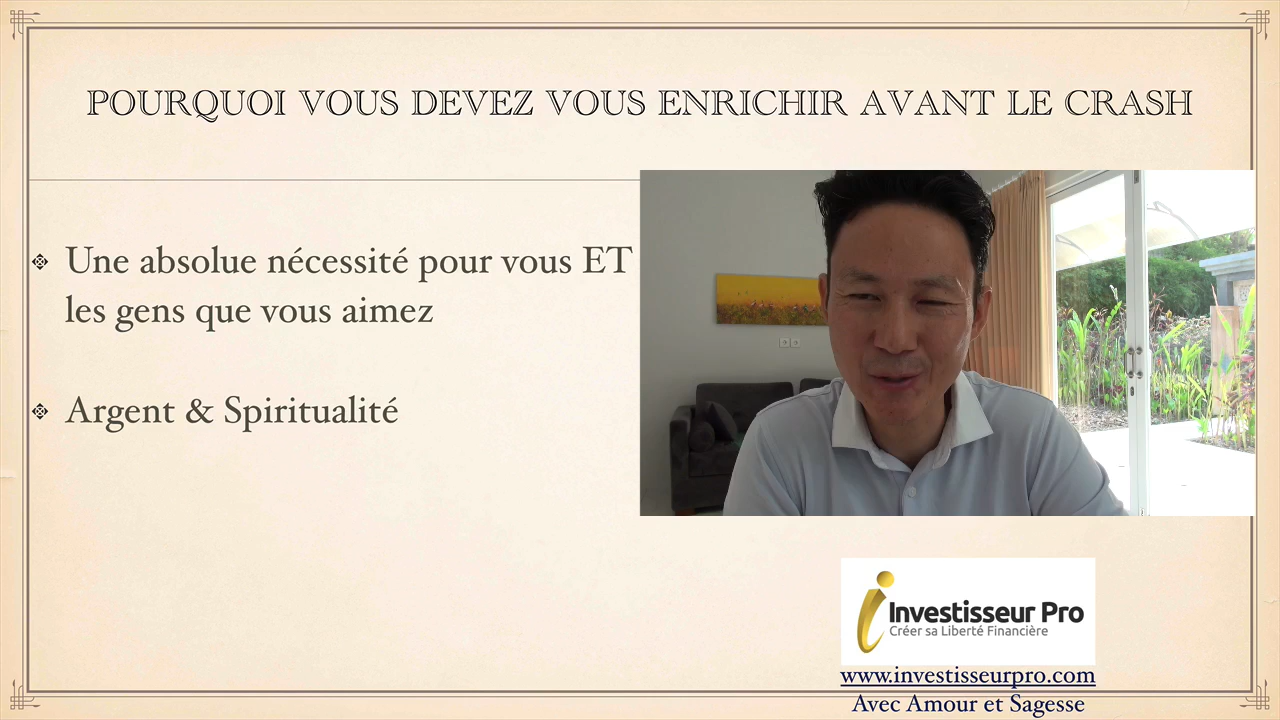 POURQUOI VOUS DEVEZ VOUS ENRICHIR AVANT LE CRASH
Une absolue nécessité pour vous ET
les gens que vous aimez
Argent & Spiritualité
Investisseur Pro
Créer sa Liberté Financière
www.investisseurpro.com
Avec Amour et Sagesse